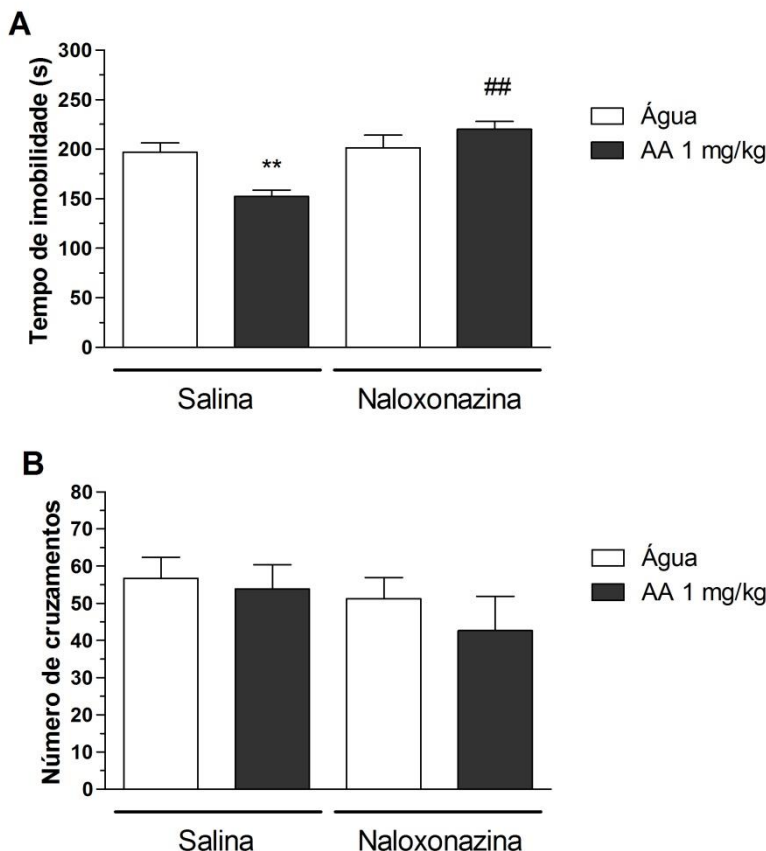 A
Tempo de imobilidade (s)
300
250
200
150
100
50
0
**
##
Água
AA 1 mg/kg
Salina
Naloxonazina
B
Número de cruzamentos
80
70
60
50
40
30
20
10
0
Água
AA 1 mg/kg
Salina
Naloxonazina